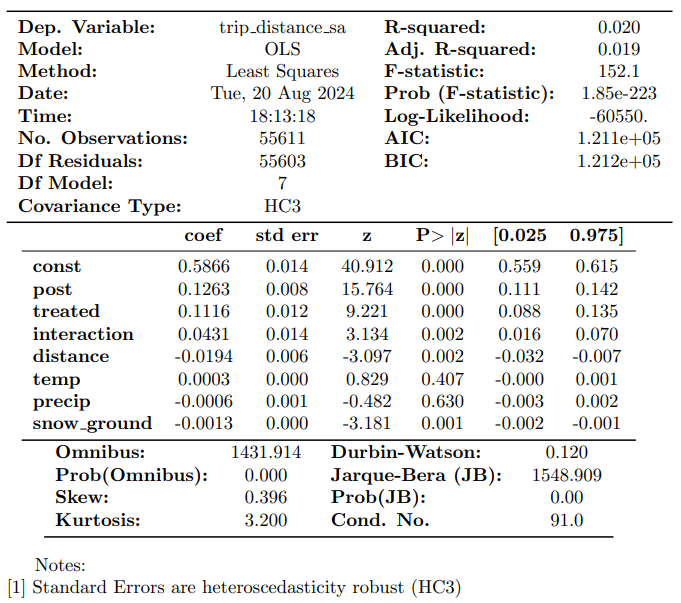 Dep. Variable: trip_distance_sa R-squared: 0.020
Model: OLS Adj. R-squared: 0.019
Method: Least Squares F-statistic: 152.1
Date: Tue, 20 Aug 2024 Prob (F-statistic): 1.85e-223
Time: 18:13:18 Log-Likelihood: -60550.
No. Observations: 55611 AIC: 1.211e+05
Df Residuals: 55603 BIC: 1.212e+05
Df Model: 7
Covariance Type: HC3
coef std err z P> |z| [0.025 0.975]
const 0.5866 0.014 40.912 0.000 0.559 0.615
post 0.1263 0.008 15.764 0.000 0.111 0.142
treated 0.1116 0.012 9.221 0.000 0.088 0.135
interaction 0.0431 0.014 3.134 0.002 0.016 0.070
distance -0.0194 0.006 -3.097 0.002 -0.032 -0.007
temp 0.0003 0.000 0.829 0.407 -0.000 0.001
precip -0.0006 0.001 -0.482 0.630 -0.003 0.002
snow_ground -0.0013 0.000 -3.181 0.001 -0.002 -0.001
Omnibus: 1431.914 Durbin-Watson: 0.120
Prob(Omnibus): 0.000 Jarque-Bera (JB): 1548.909
Skew: 0.396 Prob(JB): 0.00
Kurtosis: 3.200 Cond. No. 91.0
Notes:
[1] Standard Errors are heteroscedasticity robust (HC3)